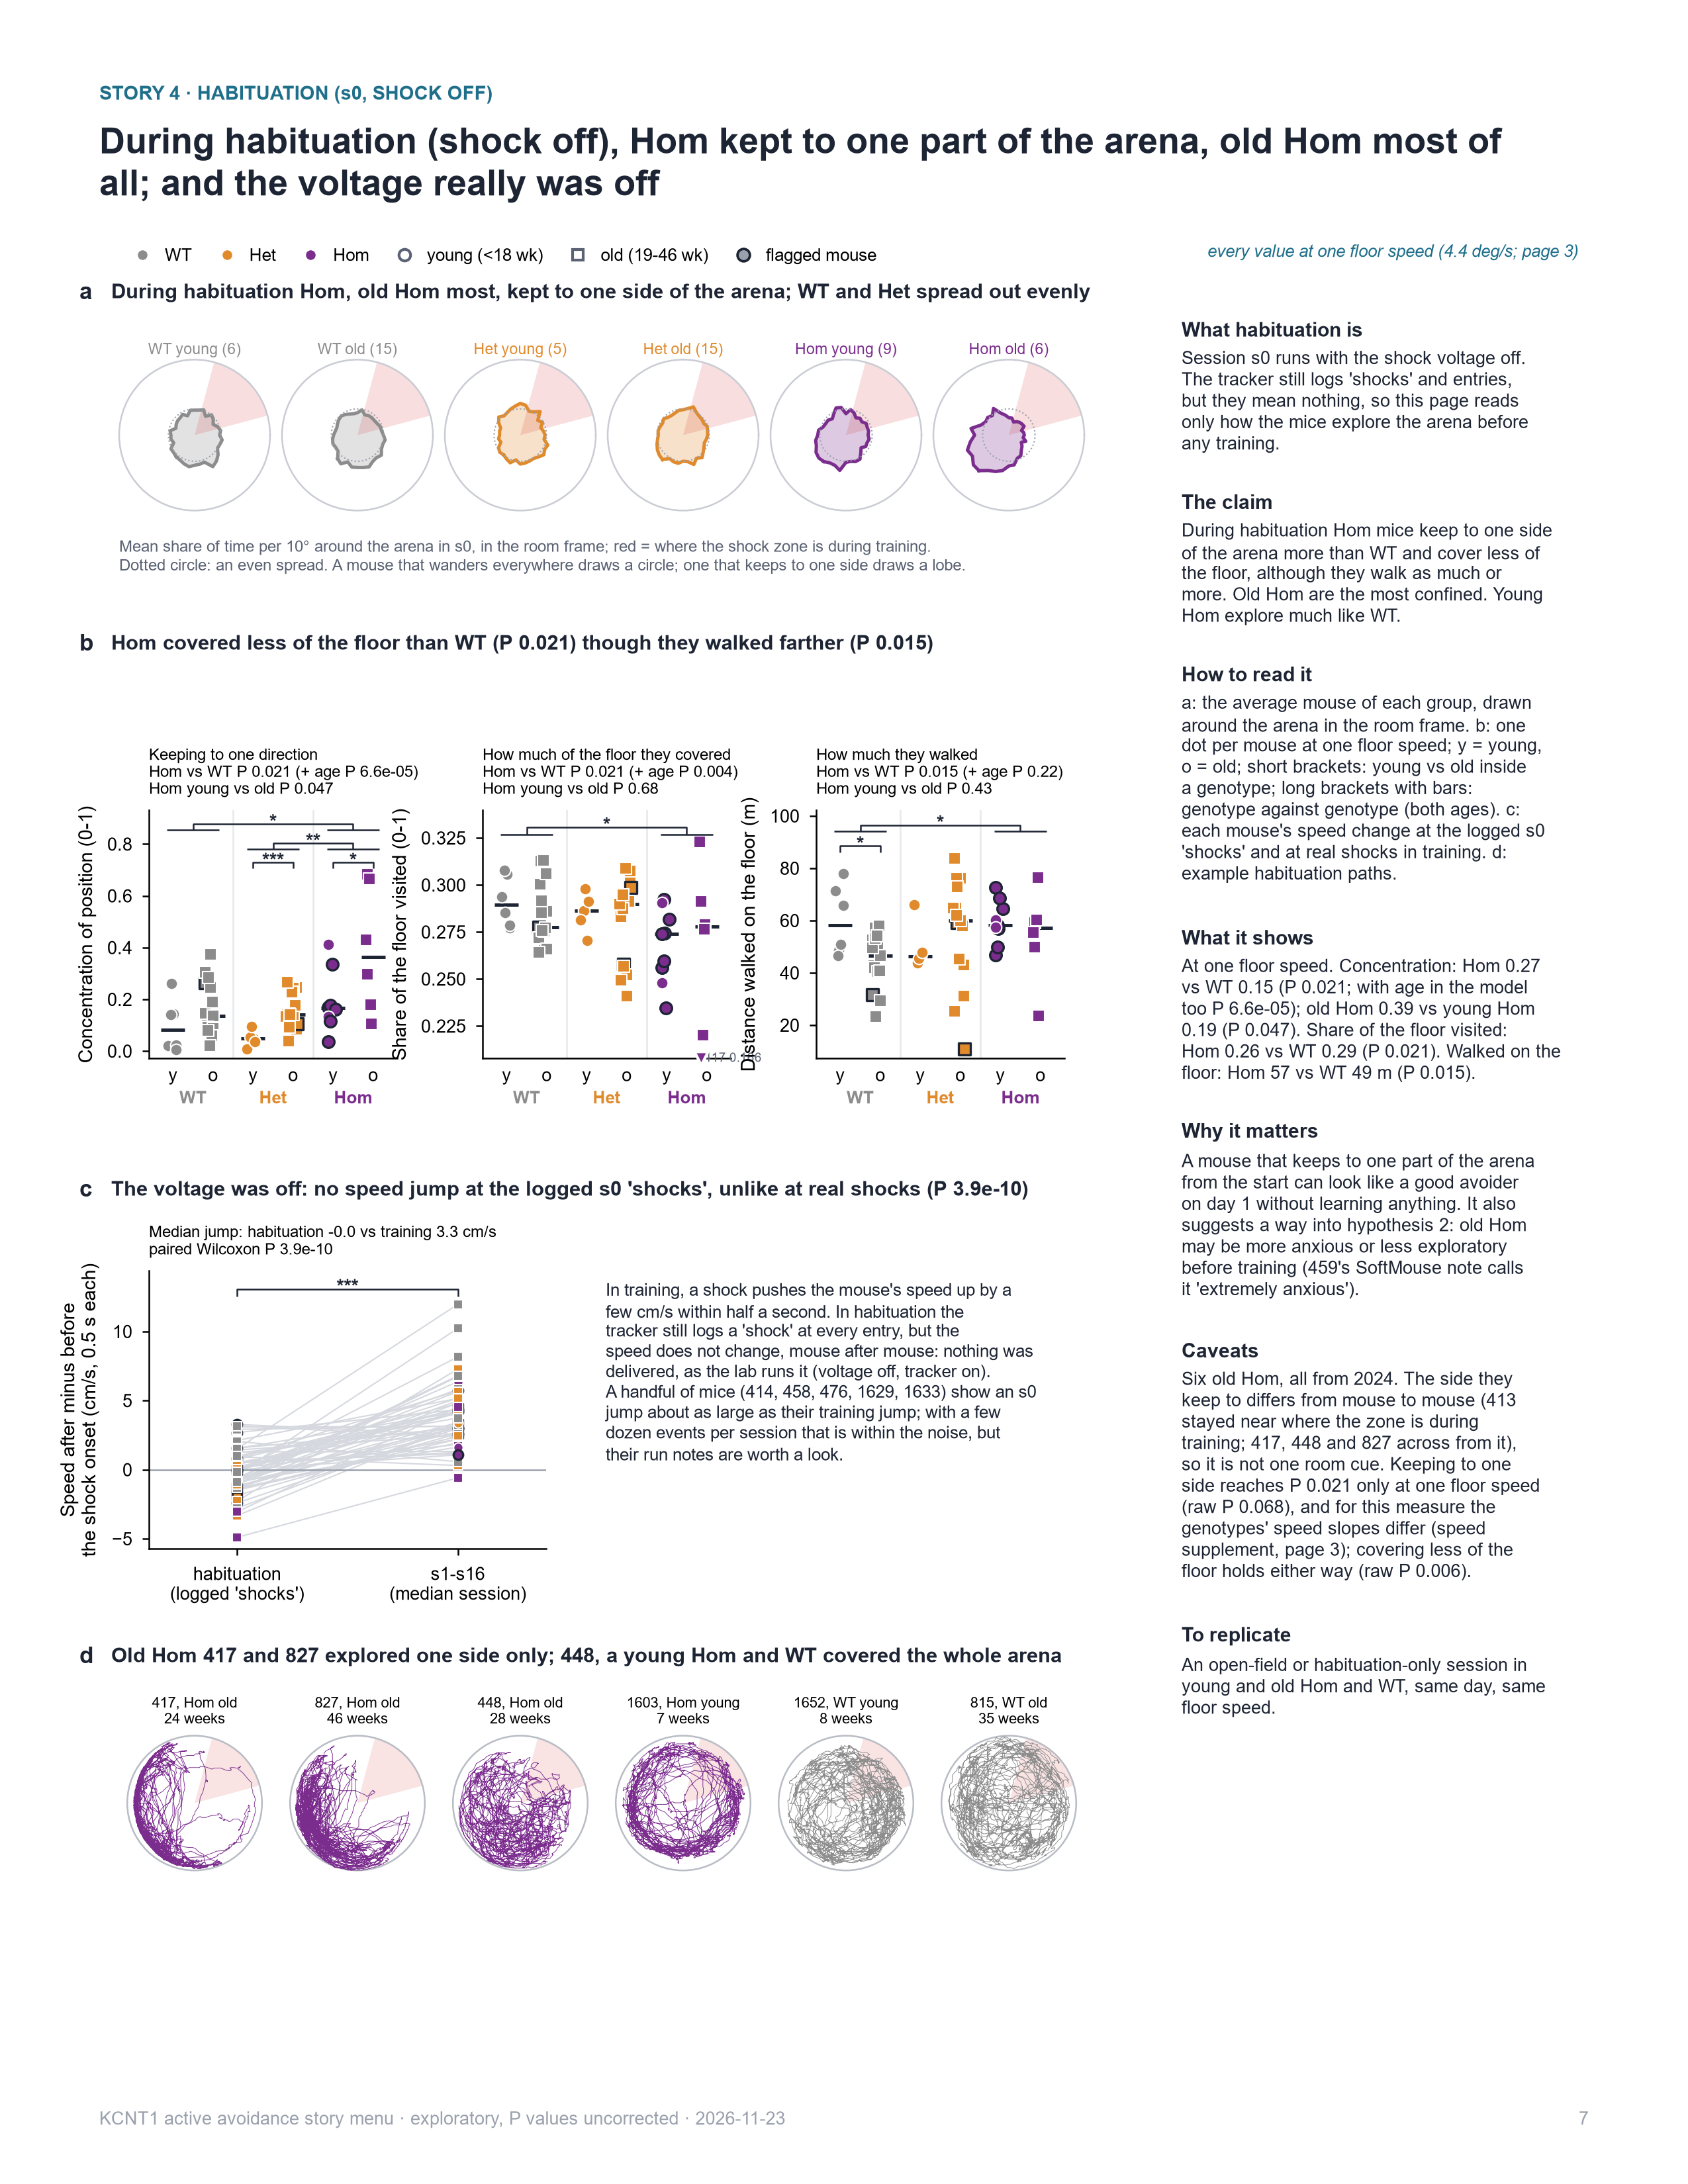 STORY 4 · HABITUATION (s0, SHOCK OFF)
During habituation (shock off), Hom kept to one part of the arena, old Hom most of
all; and the voltage really was off
WT
Het
Hom
young (<18 wk)
old (19-46 wk)
flagged mouse
every value at one floor speed (4.4 deg/s; page 3)
a During habituation Hom, old Hom most, kept to one side of the arena; WT and Het spread out evenly
WT young (6)
WT old (15)
Het young (5)
Het old (15)
Hom young (9)
Hom old (6)
Mean share of time per 10° around the arena in s0, in the room frame; red = where the shock zone is during training.
Dotted circle: an even spread. A mouse that wanders everywhere draws a circle; one that keeps to one side draws a lobe.
b Hom covered less of the floor than WT (P 0.021) though they walked farther (P 0.015)
Keeping to one direction
Hom vs WT P 0.021 (+ age P 6.6e-05)
Hom young vs old P 0.047
Concentration of position (0-1)
0.8
0.6
0.4
0.2
0.0
*
**
***
*
y o y o y o
WT Het Hom
How much of the floor they covered
Hom vs WT P 0.021 (+ age P 0.004)
Hom young vs old P 0.68
Share of the floor visited (0-1)
0.325
0.300
0.275
0.250
0.225
*
y o y o y o
WT Het Hom
How much they walked
Hom vs WT P 0.015 (+ age P 0.22)
Hom young vs old P 0.43
Distance walked on the floor (m)
100
80
60
40
20
*
*
y o y o y o
WT Het Hom
c The voltage was off: no speed jump at the logged s0 'shocks', unlike at real shocks (P 3.9e-10)
Median jump: habituation -0.0 vs training 3.3 cm/s
paired Wilcoxon P 3.9e-10
Speed after minus before
the shock onset (cm/s, 0.5 s each)
10
5
0
−5
***
habituation
(logged 'shocks')
s1-s16
(median session)
In training, a shock pushes the mouse's speed up by a
few cm/s within half a second. In habituation the
tracker still logs a 'shock' at every entry, but the
speed does not change, mouse after mouse: nothing was
delivered, as the lab runs it (voltage off, tracker on).
A handful of mice (414, 458, 476, 1629, 1633) show an s0
jump about as large as their training jump; with a few
dozen events per session that is within the noise, but
their run notes are worth a look.
d Old Hom 417 and 827 explored one side only; 448, a young Hom and WT covered the whole arena
417, Hom old
24 weeks
827, Hom old
46 weeks
448, Hom old
28 weeks
1603, Hom young
7 weeks
1652, WT young
8 weeks
815, WT old
35 weeks
What habituation is
Session s0 runs with the shock voltage off.
The tracker still logs 'shocks' and entries,
but they mean nothing, so this page reads
only how the mice explore the arena before
any training.
The claim
During habituation Hom mice keep to one side
of the arena more than WT and cover less of
the floor, although they walk as much or
more. Old Hom are the most confined. Young
Hom explore much like WT.
How to read it
a: the average mouse of each group, drawn
around the arena in the room frame. b: one
dot per mouse at one floor speed; y = young,
o = old; short brackets: young vs old inside
a genotype; long brackets with bars:
genotype against genotype (both ages). c:
each mouse's speed change at the logged s0
'shocks' and at real shocks in training. d:
example habituation paths.
What it shows
At one floor speed. Concentration: Hom 0.27
vs WT 0.15 (P 0.021; with age in the model
too P 6.6e-05); old Hom 0.39 vs young Hom
0.19 (P 0.047). Share of the floor visited:
Hom 0.26 vs WT 0.29 (P 0.021). Walked on the
floor: Hom 57 vs WT 49 m (P 0.015).
Why it matters
A mouse that keeps to one part of the arena
from the start can look like a good avoider
on day 1 without learning anything. It also
suggests a way into hypothesis 2: old Hom
may be more anxious or less exploratory
before training (459's SoftMouse note calls
it 'extremely anxious').
Caveats
Six old Hom, all from 2024. The side they
keep to differs from mouse to mouse (413
stayed near where the zone is during
training; 417, 448 and 827 across from it),
so it is not one room cue. Keeping to one
side reaches P 0.021 only at one floor speed
(raw P 0.068), and for this measure the
genotypes' speed slopes differ (speed
supplement, page 3); covering less of the
floor holds either way (raw P 0.006).
To replicate
An open-field or habituation-only session in
young and old Hom and WT, same day, same
floor speed.
KCNT1 active avoidance story menu · exploratory, P values uncorrected · 2026-11-23
7